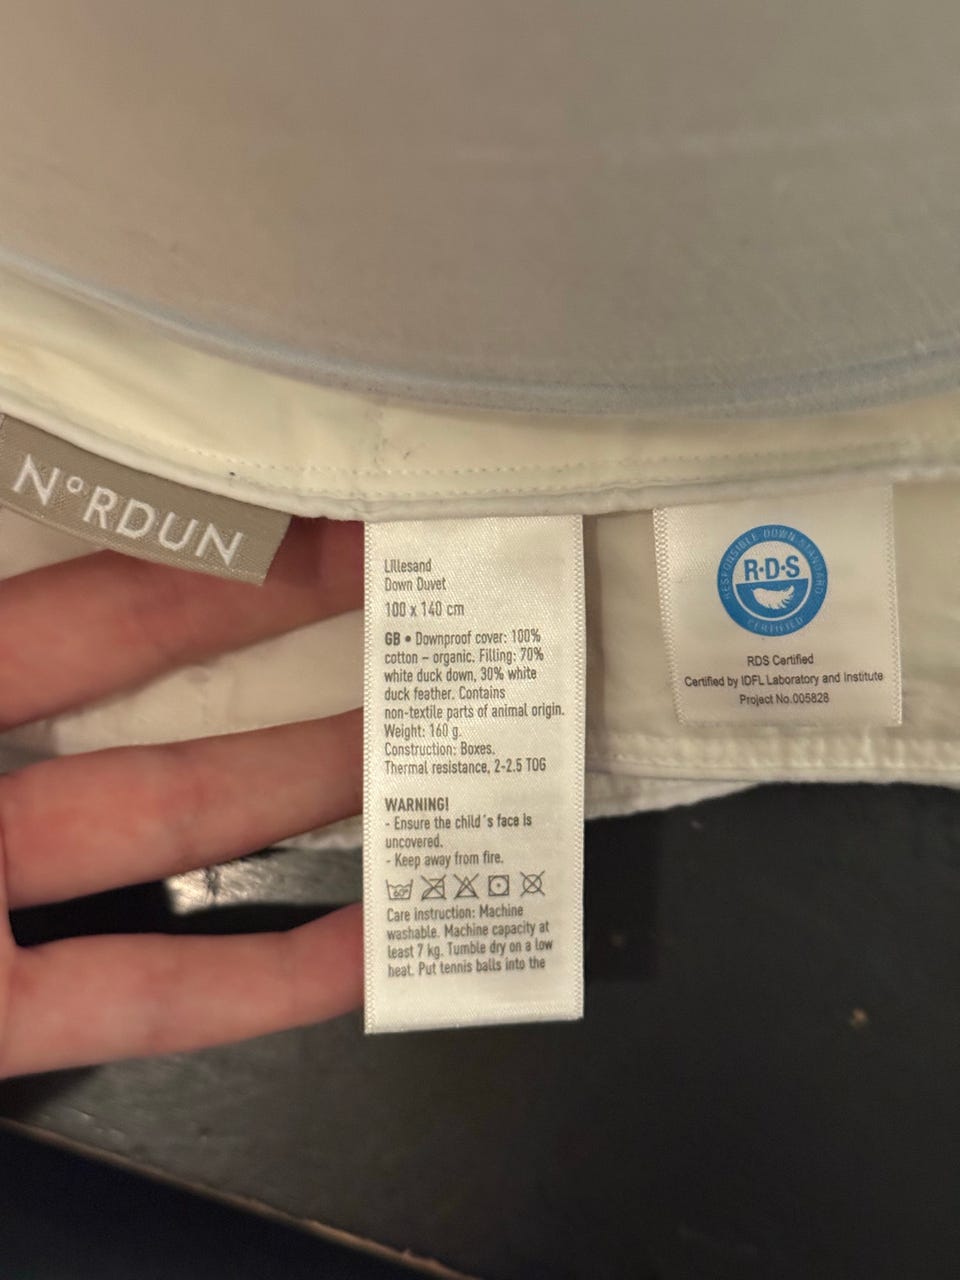 N°RDUN
Lillesand
Down Duvet
100 x 140 cm
GB • Downproof cover: 100%
cotton – organic. Filling: 70%
white duck down, 30% white
duck feather. Contains
non-textile parts of animal origin.
Weight: 160 g.
Construction: Boxes.
Thermal resistance, 2-2.5 TOG
WARNING!
- Ensure the child´s face is
uncovered.
- Keep away from fire.
60°
Care instruction: Machine
washable. Machine capacity at
least 7 kg. Tumble dry on a low
heat. Put tennis balls into the
RESPONSIBLE DOWN STANDARD
R·D·S
CERTIFIED
RDS Certified
Certified by IDFL Laboratory and Institute
Project No.005828